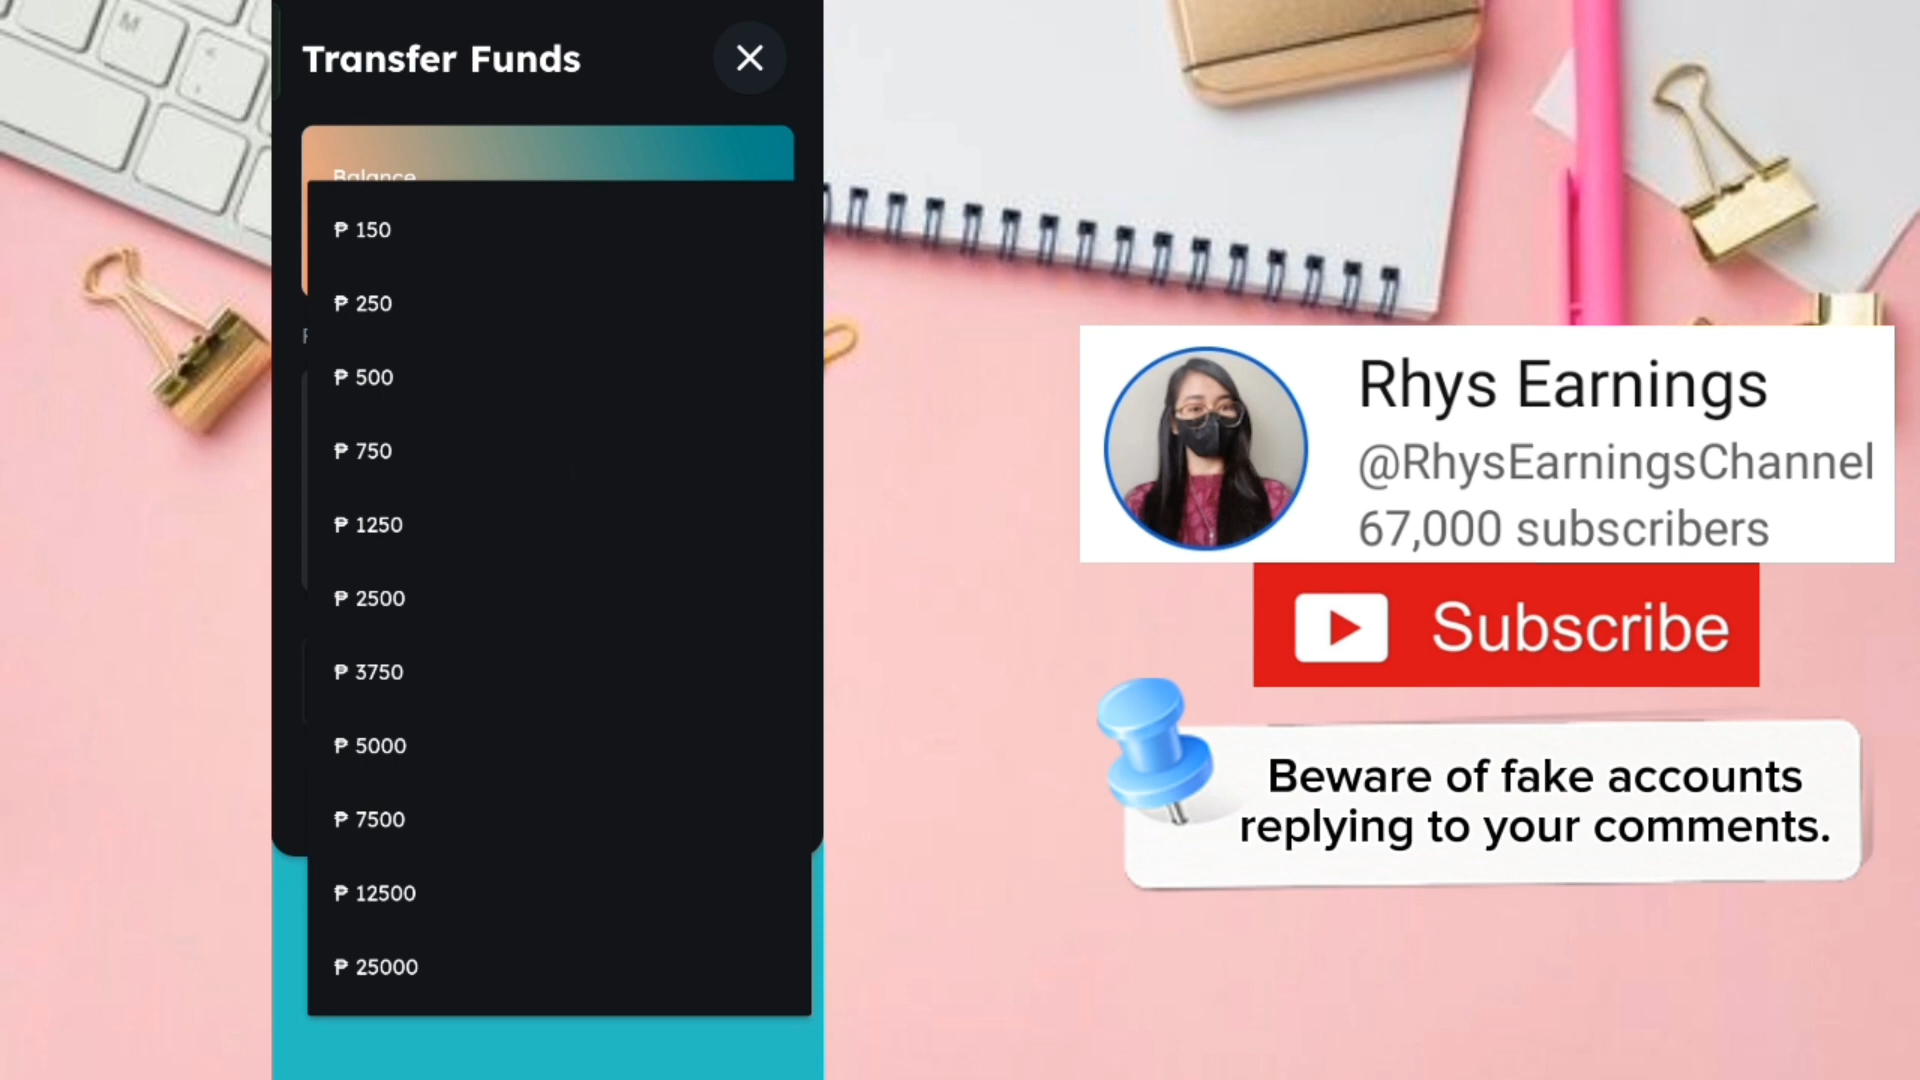 Transfer Funds
Balance
₱ 150
₱ 250
₱ 500
₱ 750
₱ 1250
₱ 2500
₱ 3750
₱ 5000
₱ 7500
₱ 12500
₱ 25000
Rhys Earnings
@RhysEarningsChannel
67,000 subscribers
Subscribe
Beware of fake accounts
replying to your comments.
M